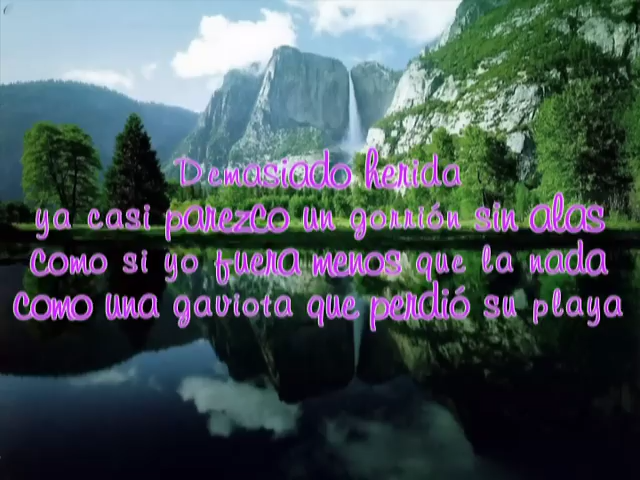 Demasiado herida
ya casi parezco un gorrión sin alas
como si yo fuera menos que la nada
como una gaviota que perdió su playa